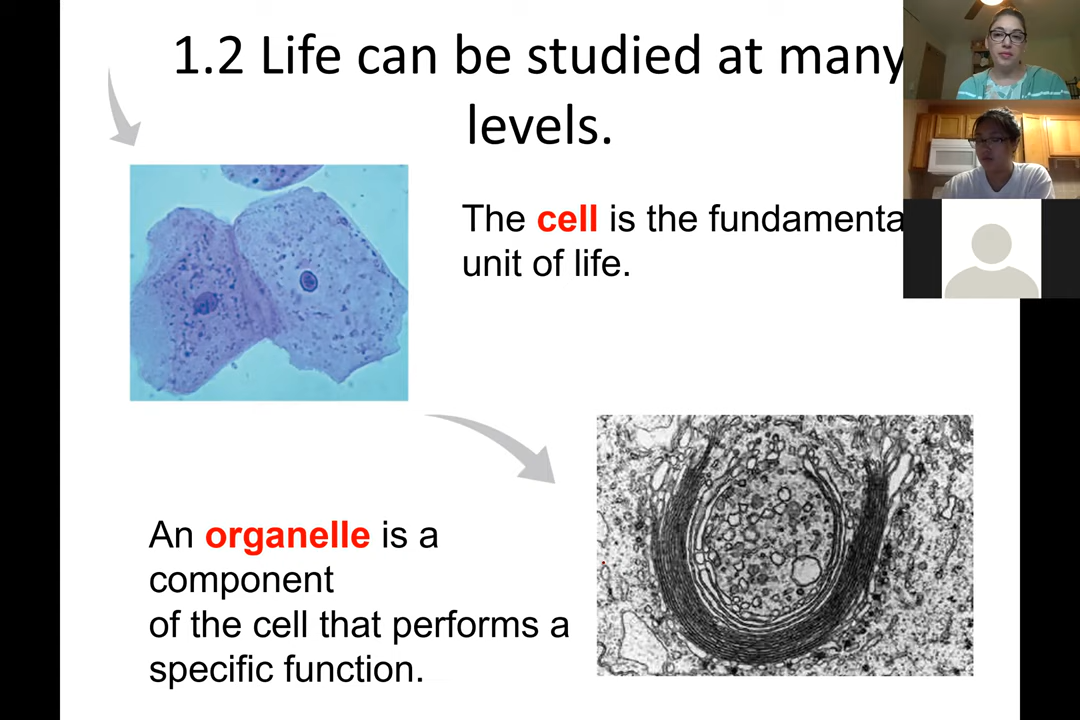 1.2 Life can be studied at many
levels.
The cell is the fundamenta
unit of life.
An organelle is a
component
of the cell that performs a
specific function.